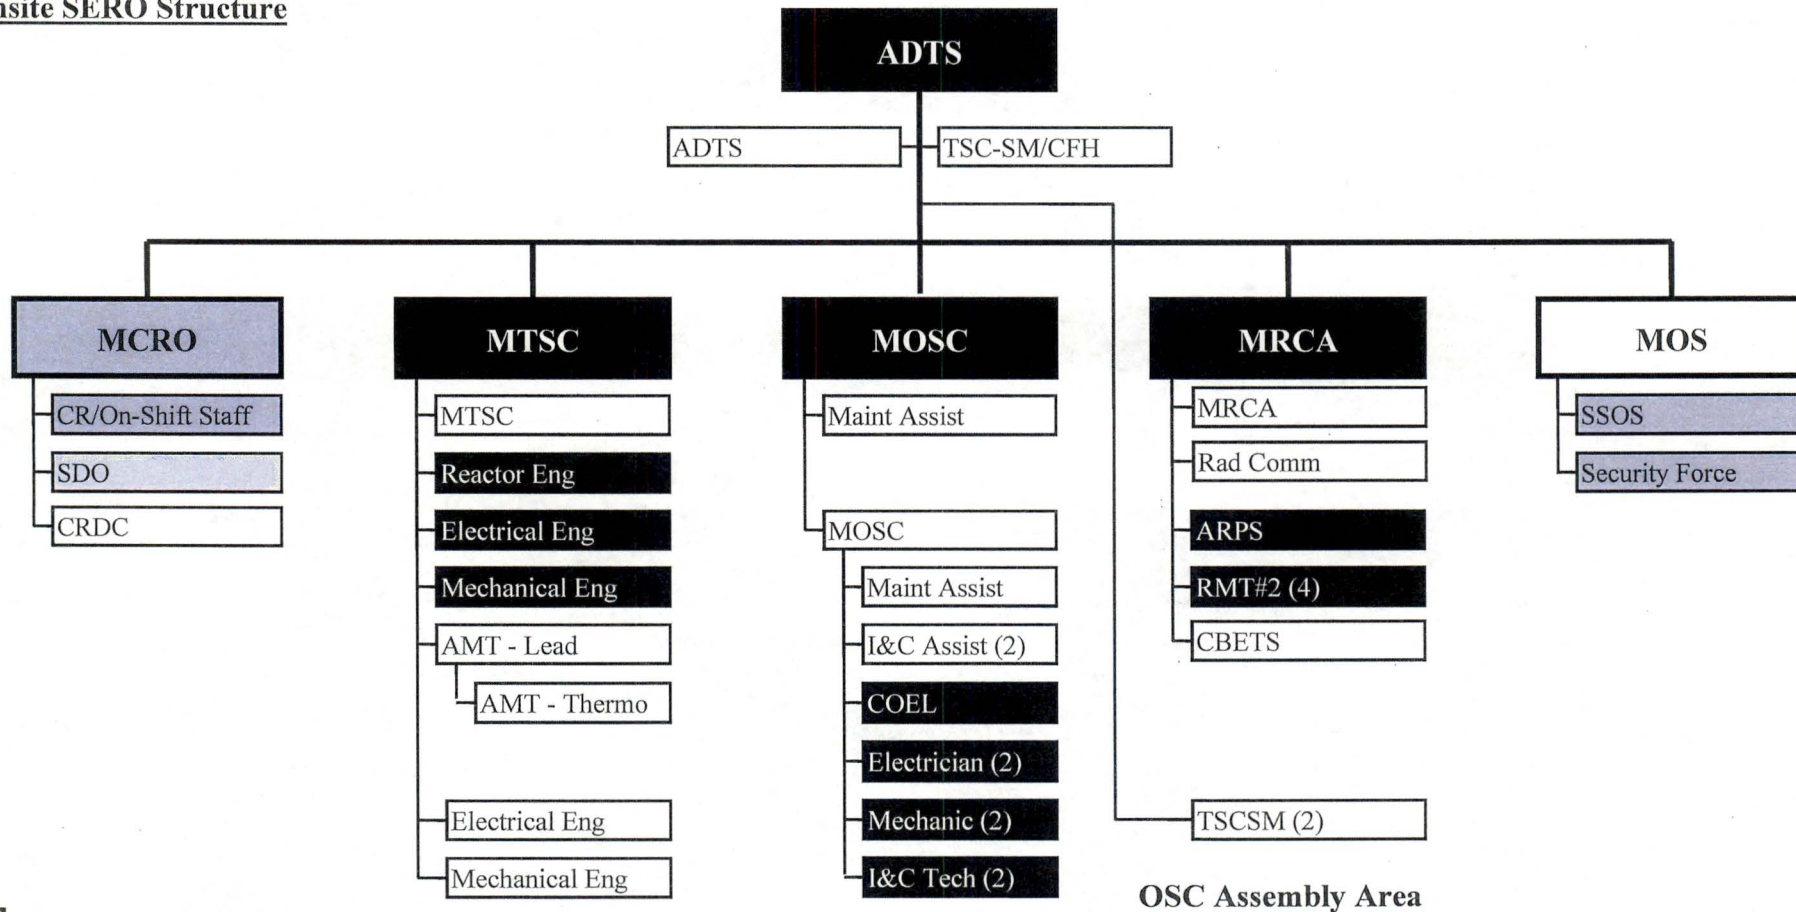 nsite SERO Structure
ADTS
ADTS
TSC-SM/CFH
MCRO
CR/On-Shift Staff
SDO
CRDC
MTSC
MTSC
Reactor Eng
Electrical Eng
Mechanical Eng
AMT - Lead
AMT - Thermo
Electrical Eng
Mechanical Eng
MOSC
Maint Assist
MOSC
Maint Assist
I&C Assist (2)
COEL
Electrician (2)
Mechanic (2)
I&C Tech (2)
MRCA
MRCA
Rad Comm
ARPS
RMT#2 (4)
CBETS
TSCSM (2)
OSC Assembly Area
MOS
SSOS
Security Force